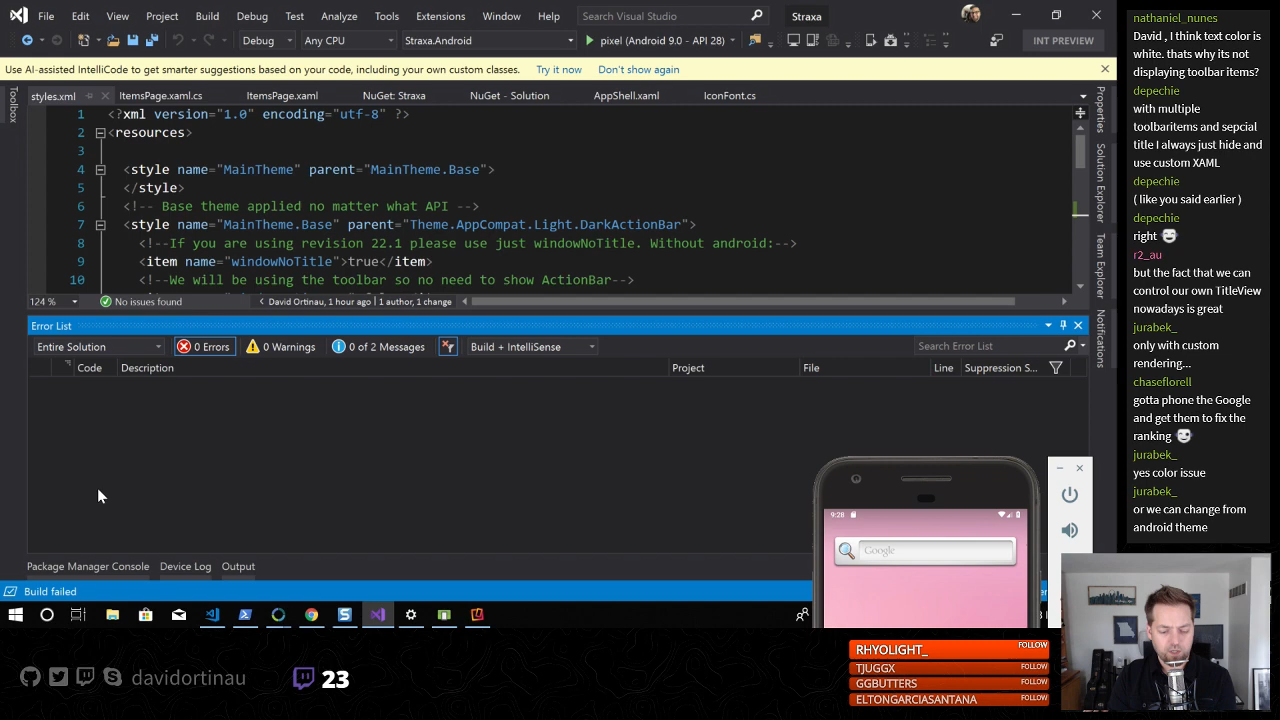 File Edit View Project Build Debug Test Analyze Tools Extensions Window Help Search Visual Studio Straxa
Debug Any CPU Straxa.Android pixel (Android 9.0 - API 28) INT PREVIEW
Use AI-assisted IntelliCode to get smarter suggestions based on your code, including your own custom classes. Try it now Don't show again
styles.xml ItemsPage.xaml.cs ItemsPage.xaml NuGet: Straxa NuGet - Solution AppShell.xaml IconFont.cs
Toolbox
1 <?xml version="1.0" encoding="utf-8" ?>
2 <resources>
3
4 <style name="MainTheme" parent="MainTheme.Base">
5 </style>
6 <!-- Base theme applied no matter what API -->
7 <style name="MainTheme.Base" parent="Theme.AppCompat.Light.DarkActionBar">
8 <!--If you are using revision 22.1 please use just windowNoTitle. Without android:-->
9 <item name="windowNoTitle">true</item>
10 <!--We will be using the toolbar so no need to show ActionBar-->
124 % No issues found David Ortinau, 1 hour ago | 1 author, 1 change
Properties
Solution Explorer
Team Explorer
Notifications
Error List
Entire Solution 0 Errors 0 Warnings 0 of 2 Messages Build + IntelliSense Search Error List
Code Description Project File Line Suppression S...
Package Manager Console Device Log Output
Build failed
9:28
Google
nathaniel_nunes
David , I think text color is
white. thats why its not
displaying toolbar items?
depechie
with multiple
toolbaritems and sepcial
title I always just hide and
use custom XAML
depechie
( like you said earlier )
depechie
right
r2_au
but the fact that we can
control our own TitleView
nowadays is great
jurabek_
only with custom
rendering...
chaseflorell
gotta phone the Google
and get them to fix the
ranking
jurabek_
yes color issue
jurabek_
or we can change from
android theme
davidortinau 23
RHYOLIGHT_ FOLLOW
TJUGGX FOLLOW
GGBUTTERS FOLLOW
ELTONGARCIASANTANA FOLLOW